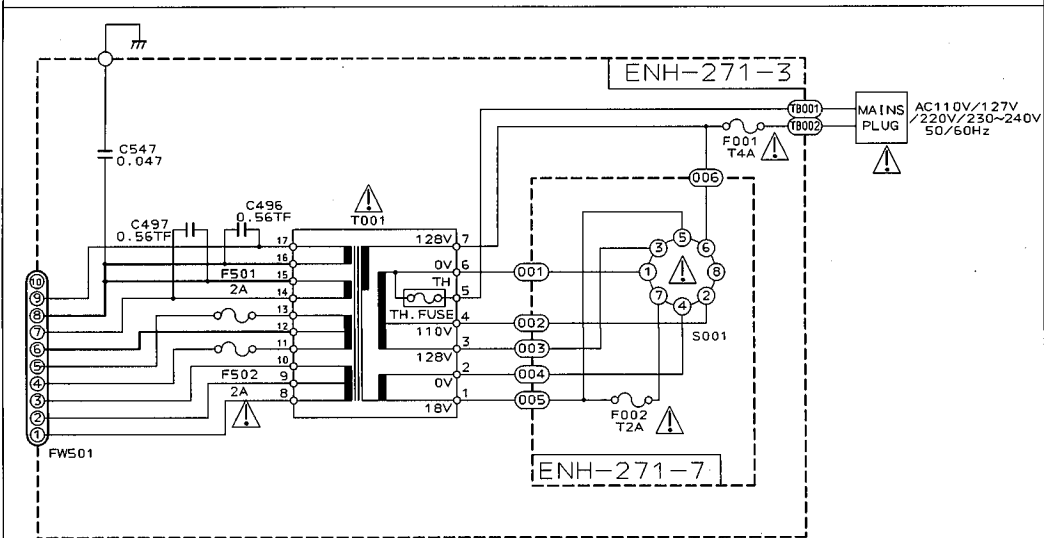 ENH-271-3
TB001
MAINS
PLUG
AC110V/127V
/220V/230~240V
50/60Hz
TB002
F001
T4A
C547
0.047
006
C496
0.56TF
C497
0.56TF
T001
17
128V
7
5
3
6
16
0V
6
001
1
8
F501
15
TH
10
2A
14
5
7
2
9
TH. FUSE
4
8
13
110V
4
002
S001
7
12
6
11
128V
3
003
5
10
2
004
4
F502
9
0V
3
2A
8
1
005
2
18V
F002
T2A
1
FW501
ENH-271-7